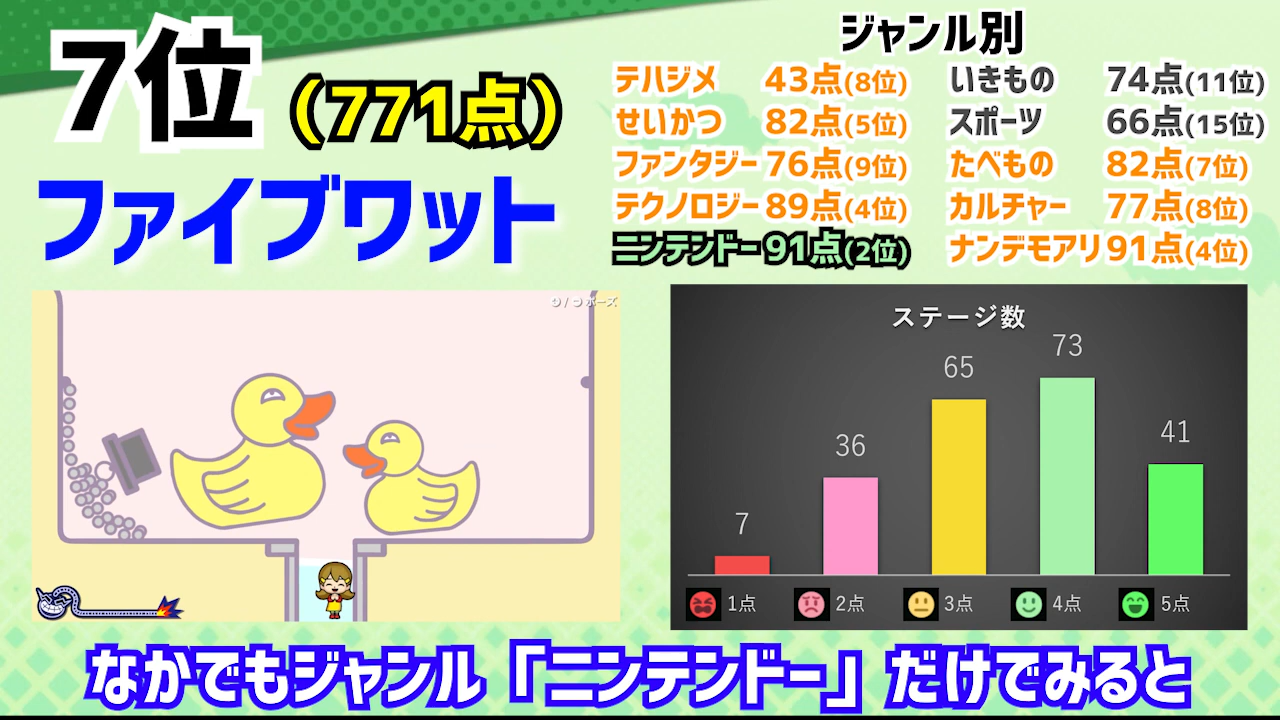 7位 (771点)
ファイブワット
ジャンル別
テハジメ 43点(8位)
せいかつ 82点(5位)
ファンタジー 76点(9位)
テクノロジー 89点(4位)
ニンテンドー 91点(2位)
いきもの 74点(11位)
スポーツ 66点(15位)
たべもの 82点(7位)
カルチャー 77点(8位)
ナンデモアリ 91点(4位)
ポーズ
ステージ数
7
36
65
73
41
1点
2点
3点
4点
5点
なかでもジャンル「ニンテンドー」だけでみると